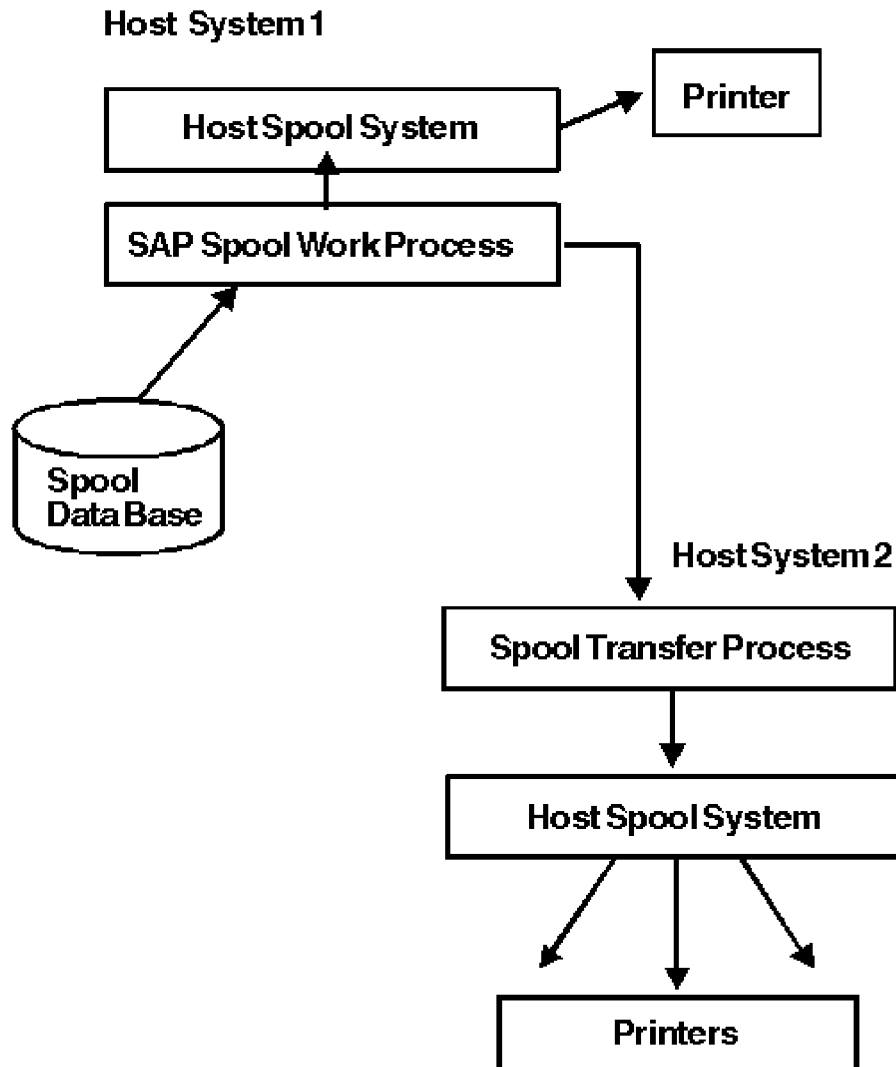 Host System 1
Host Spool System
Printer
SAP Spool Work Process
Spool
Data Base
Host System 2
Spool Transfer Process
Host Spool System
Printers